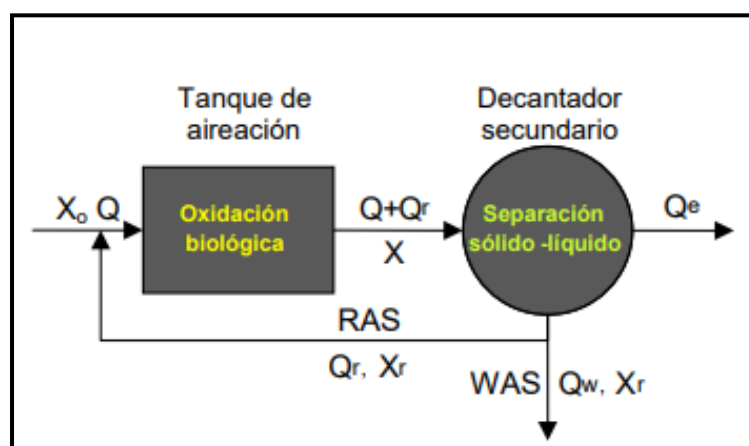 Tanque de
aireación
Decantador
secundario
Xo Q
Oxidación
biológica
Q+Qr
X
Separación
sólido -líquido
Qe
RAS
Qr, Xr
WAS
Qw, Xr